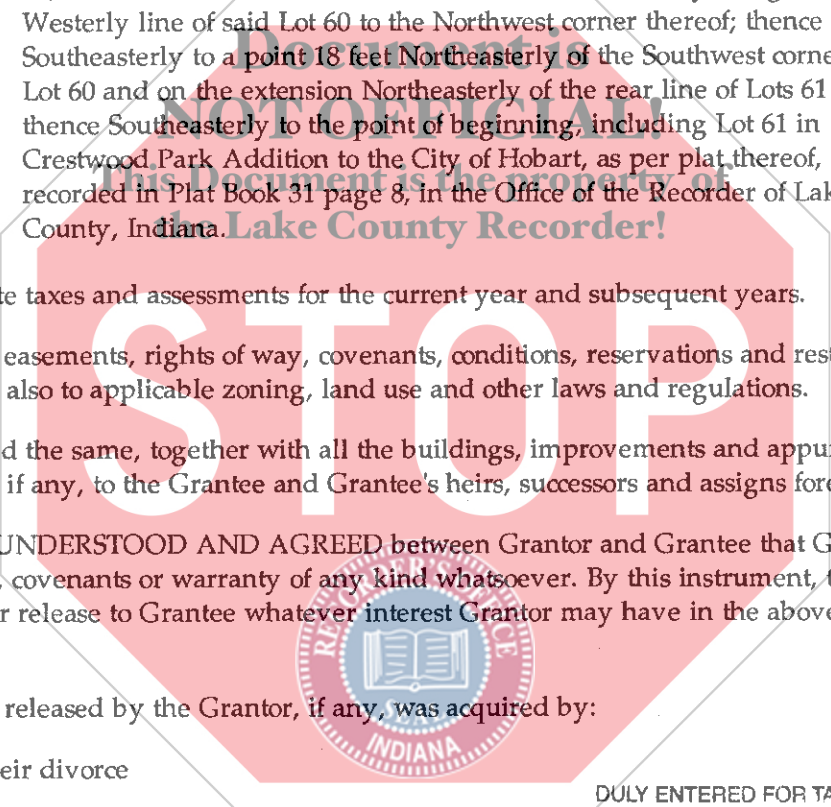 Westerly line of said Lot 60 to the Northwest corner thereof; thence
Document is
Southeasterly to a point 18 feet Northeasterly of the Southwest corne
Lot 60 and on the extension Northeasterly of the rear line of Lots 61
NOT OFFICIAL!
thence Southeasterly to the point of beginning, including Lot 61 in
Crestwood Park Addition to the City of Hobart, as per plat thereof,
This Document is the property of
recorded in Plat Book 31 page 8, in the Office of the Recorder of Lak
the Lake County Recorder!
County, Indiana.
te taxes and assessments for the current year and subsequent years.
STOP
easements, rights of way, covenants, conditions, reservations and rest
also to applicable zoning, land use and other laws and regulations.
d the same, together with all the buildings, improvements and appu
if any, to the Grantee and Grantee's heirs, successors and assigns fore
UNDERSTOOD AND AGREED between Grantor and Grantee that G
, covenants or warranty of any kind whatsoever. By this instrument, t
r release to Grantee whatever interest Grantor may have in the above
INDIANA
released by the Grantor, if any, was acquired by:
eir divorce
DULY ENTERED FOR TA